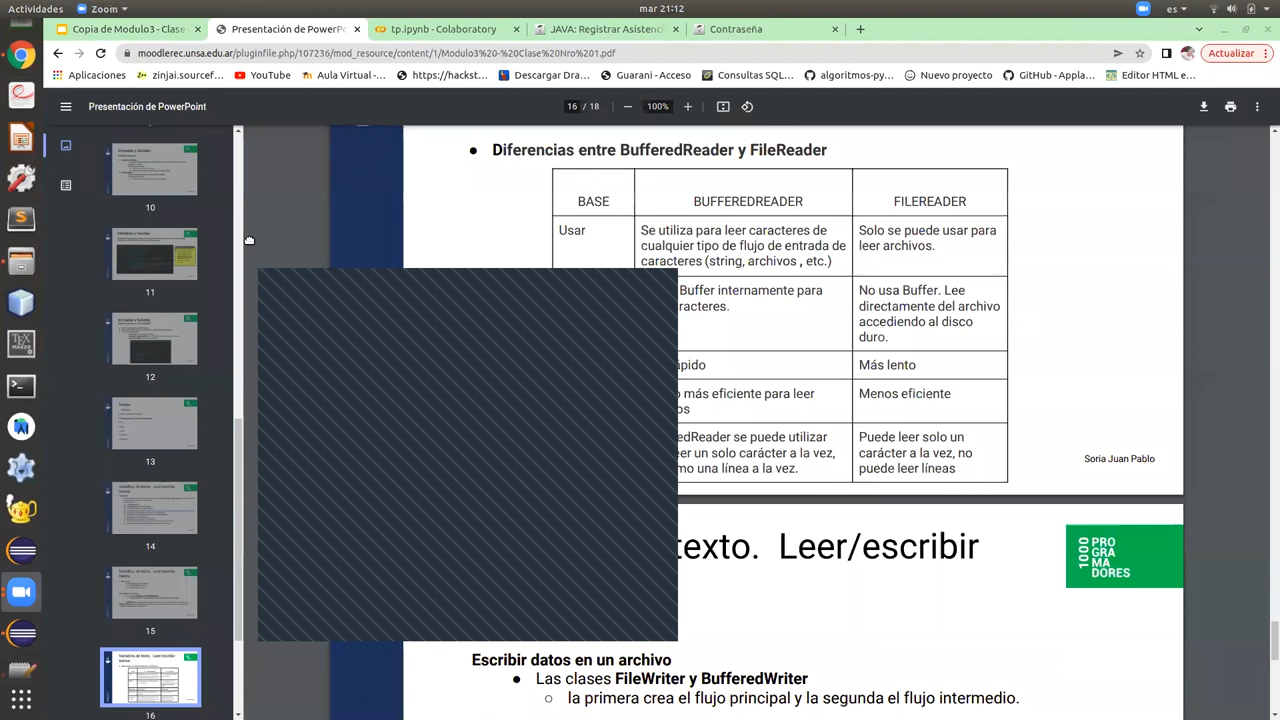 Actividades
Zoom
mar 21:12
es
Copia de Modulo3 - Clase
Presentación de PowerPo
tp.ipynb - Colaboratory
JAVA: Registrar Asistenci
Contraseña
moodlerec.unsa.edu.ar/pluginfile.php/107236/mod_resource/content/1/Modulo3%20-%20Clase%20Nro%201.pdf
Actualizar
Aplicaciones
zinjai.sourcef...
YouTube
Aula Virtual -...
https://hackst...
Descargar Dra...
Guarani - Acceso
Consultas SQL...
algoritmos-py...
Nuevo proyecto
GitHub - Appla...
Editor HTML e...
Presentación de PowerPoint
16 / 18
100%
10
11
12
13
14
15
16
Diferencias entre BufferedReader y FileReader
BASE
BUFFEREDREADER
FILEREADER
Usar
Se utiliza para leer caracteres de
cualquier tipo de flujo de entrada de
caracteres (string, archivos , etc.)
Solo se puede usar para
leer archivos.
Buffer internamente para
racteres.
No usa Buffer. Lee
directamente del archivo
accediendo al disco
duro.
ápido
Más lento
o más eficiente para leer
os
Menos eficiente
edReader se puede utilizar
er un solo carácter a la vez,
mo una línea a la vez.
Puede leer solo un
carácter a la vez, no
puede leer líneas
Soria Juan Pablo
texto. Leer/escribir
1000
PRO
GRA
MA
DORES
Escribir datos en un archivo
Las clases FileWriter y BufferedWriter
la primera crea el flujo principal y la segunda el flujo intermedio.